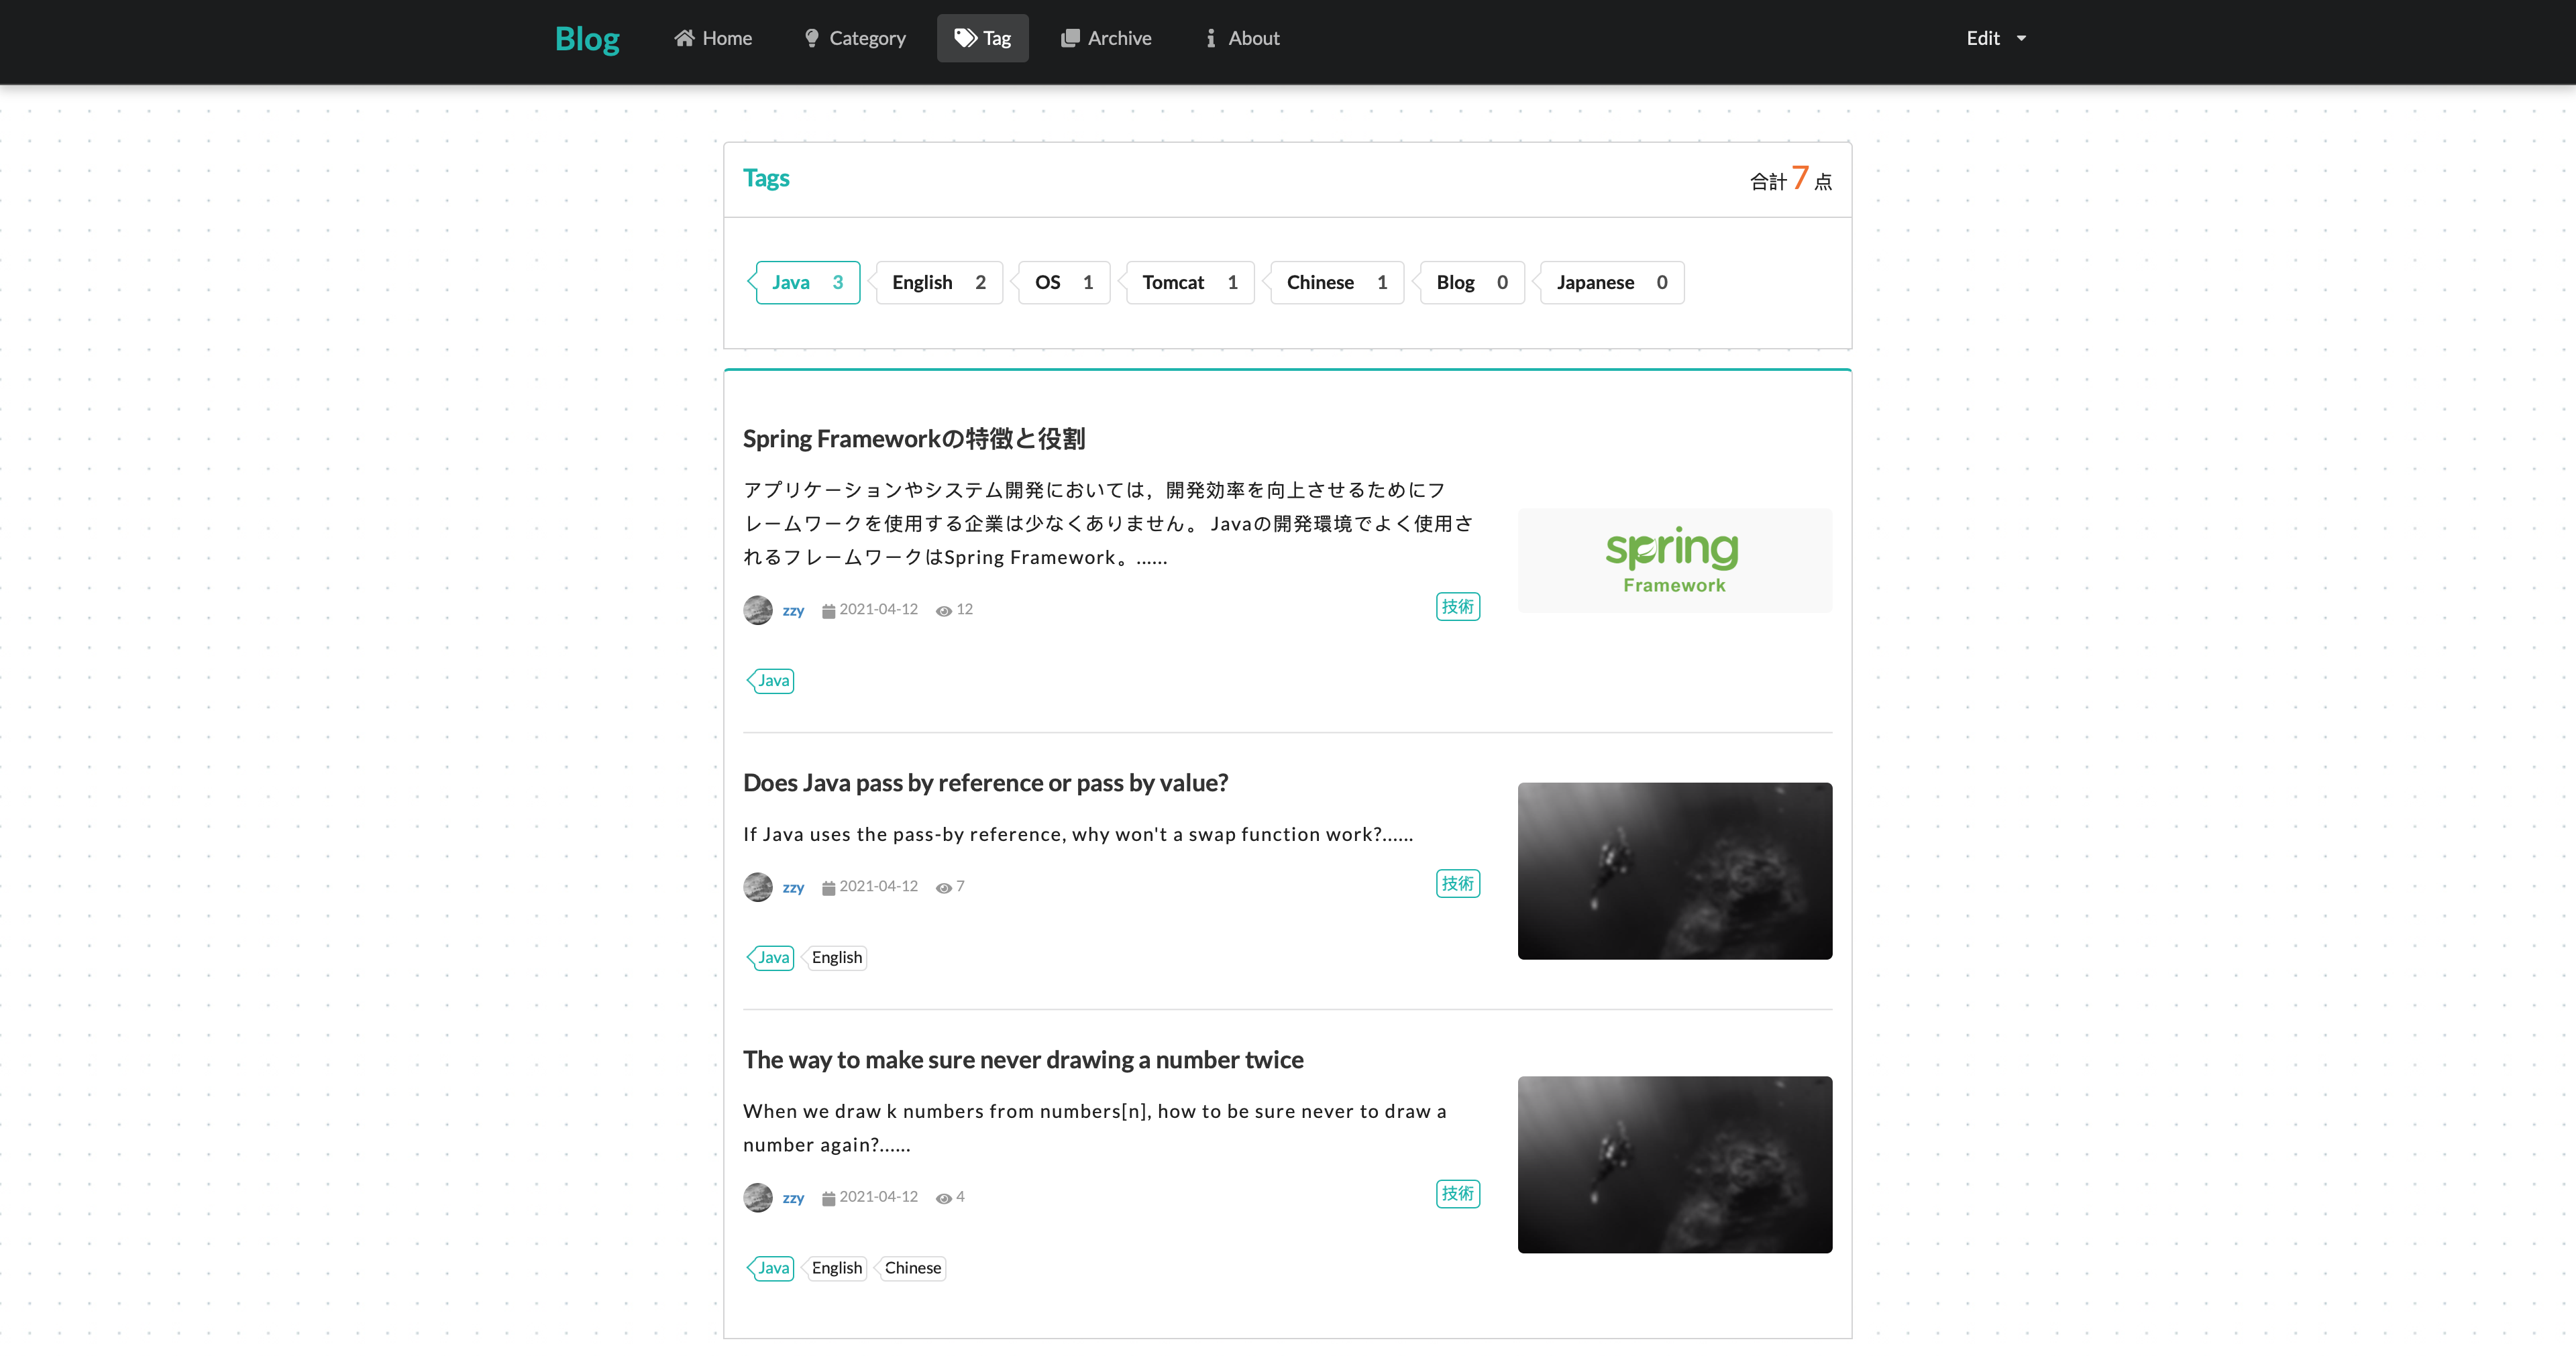 Blog Home Category Tag Archive About Edit
Tags 合計 7 点
Java 3 English 2 OS 1 Tomcat 1 Chinese 1 Blog 0 Japanese 0
Spring Frameworkの特徴と役割
アプリケーションやシステム開発においては，開発効率を向上させるためにフ
レームワークを使用する企業は少なくありません。 Javaの開発環境でよく使用さ
れるフレームワークはSpring Framework。......
spring
Framework
zzy 2021-04-12 12 技術
Java
Does Java pass by reference or pass by value?
If Java uses the pass-by reference, why won't a swap function work?......
zzy 2021-04-12 7 技術
Java English
The way to make sure never drawing a number twice
When we draw k numbers from numbers[n], how to be sure never to draw a
number again?......
zzy 2021-04-12 4 技術
Java English Chinese